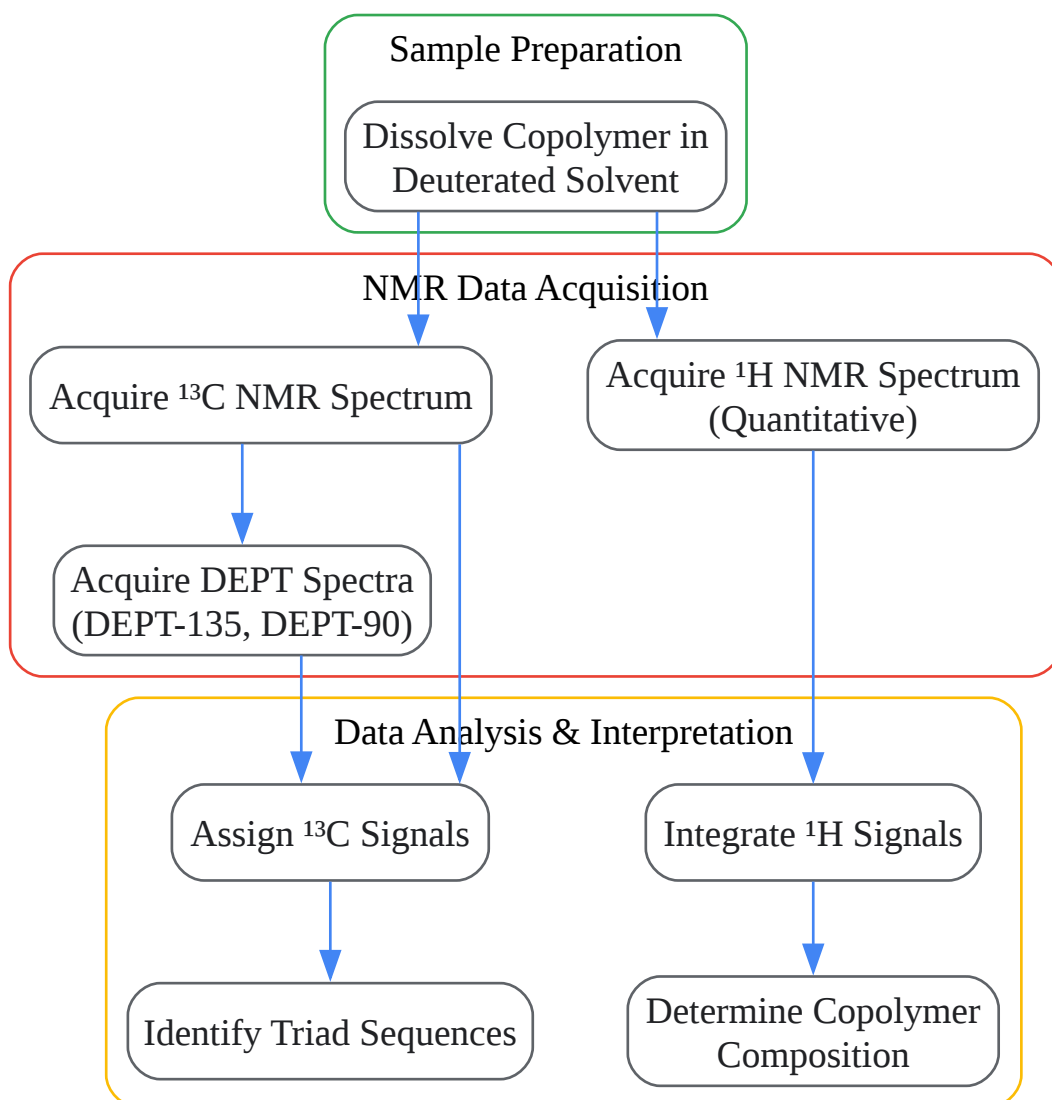 Sample Preparation
Dissolve Copolymer in
Deuterated Solvent
NMR Data Acquisition
Acquire ¹³C NMR Spectrum
Acquire ¹H NMR Spectrum
(Quantitative)
Acquire DEPT Spectra
(DEPT-135, DEPT-90)
Data Analysis & Interpretation
Assign ¹³C Signals
Integrate ¹H Signals
Identify Triad Sequences
Determine Copolymer
Composition